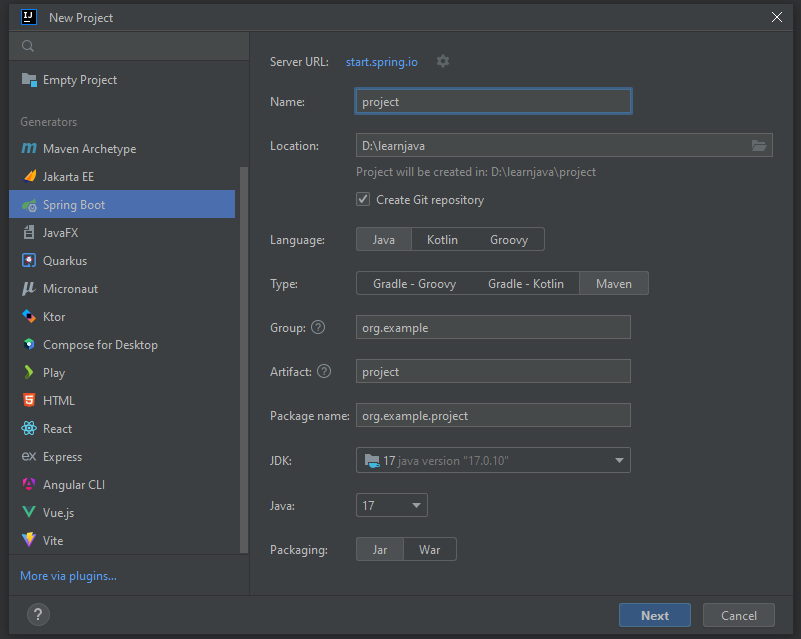 IJ New Project
Empty Project
Generators
Maven Archetype
Jakarta EE
Spring Boot
JavaFX
Quarkus
Micronaut
Ktor
Compose for Desktop
Play
HTML
React
ex Express
Angular CLI
Vue.js
Vite
More via plugins...
?
Server URL: start.spring.io
Name: project
Location: D:\learnjava
Project will be created in: D:\learnjava\project
Create Git repository
Language: Java Kotlin Groovy
Type: Gradle - Groovy Gradle - Kotlin Maven
Group: ? org.example
Artifact: ? project
Package name: org.example.project
JDK: 17 java version "17.0.10"
Java: 17
Packaging: Jar War
Next Cancel